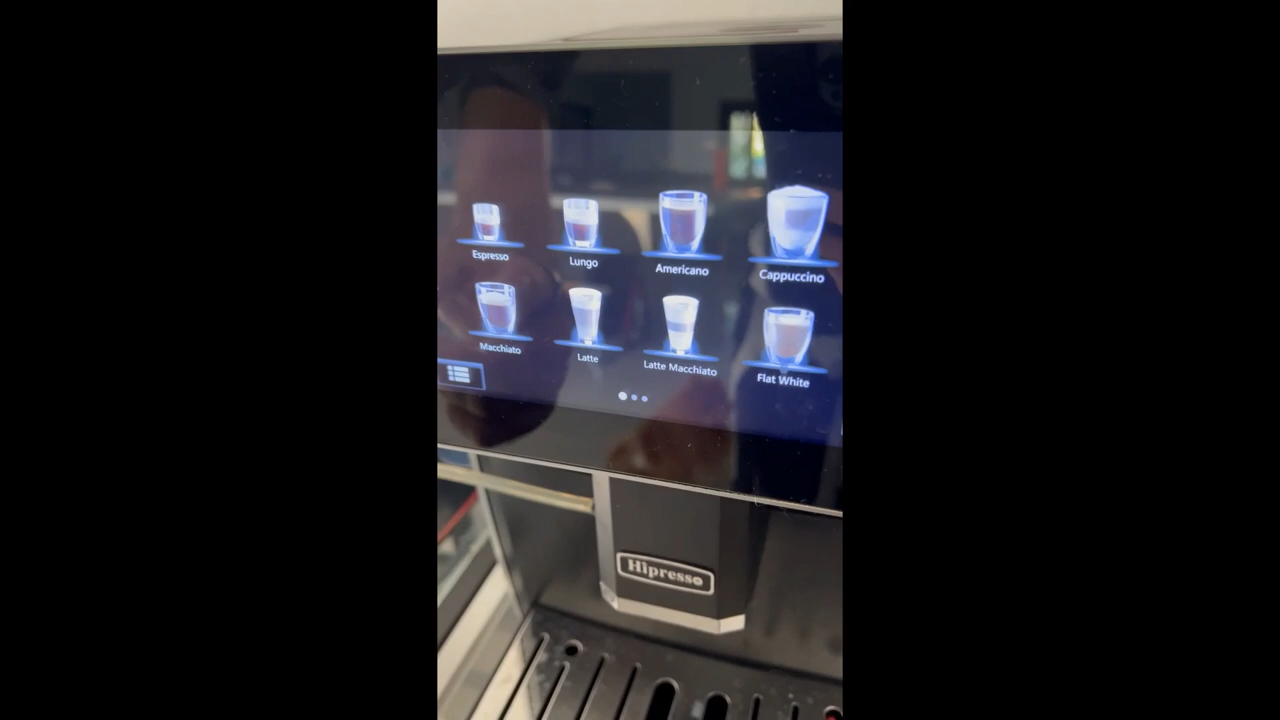 Espresso
Lungo
Americano
Cappuccino
Macchiato
Latte
Latte Macchiato
Flat White
Hipresso